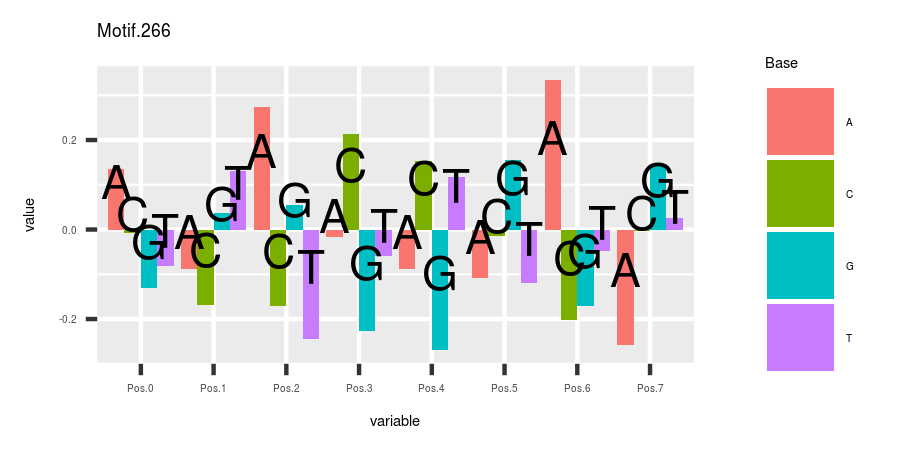 Motif.266
Base
A
C
G
T
value
0.2
0.0
-0.2
A C G T A C G T A C G T A C G T A C G T A C G T A C G T A C G T
Pos.0 Pos.1 Pos.2 Pos.3 Pos.4 Pos.5 Pos.6 Pos.7
variable